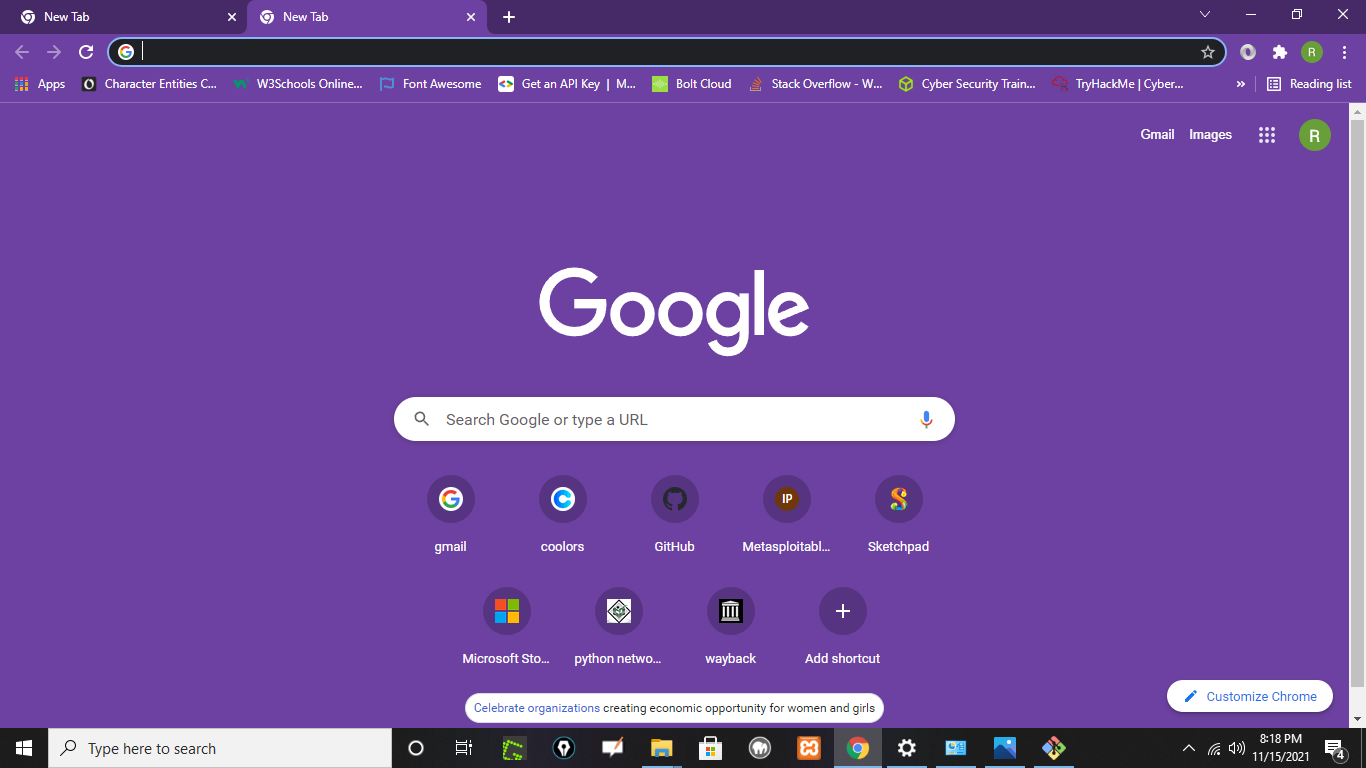 New Tab
New Tab
Apps
Character Entities C...
W3Schools Online...
Font Awesome
Get an API Key | M...
Bolt Cloud
Stack Overflow - W...
Cyber Security Train...
TryHackMe | Cyber...
»
Reading list
R
Gmail
Images
R
Google
Search Google or type a URL
gmail
coolors
GitHub
IP
Metasploitabl...
Sketchpad
Microsoft Sto...
python netwo...
wayback
Add shortcut
Celebrate organizations creating economic opportunity for women and girls
Customize Chrome
Type here to search
8:18 PM
11/15/2021
4